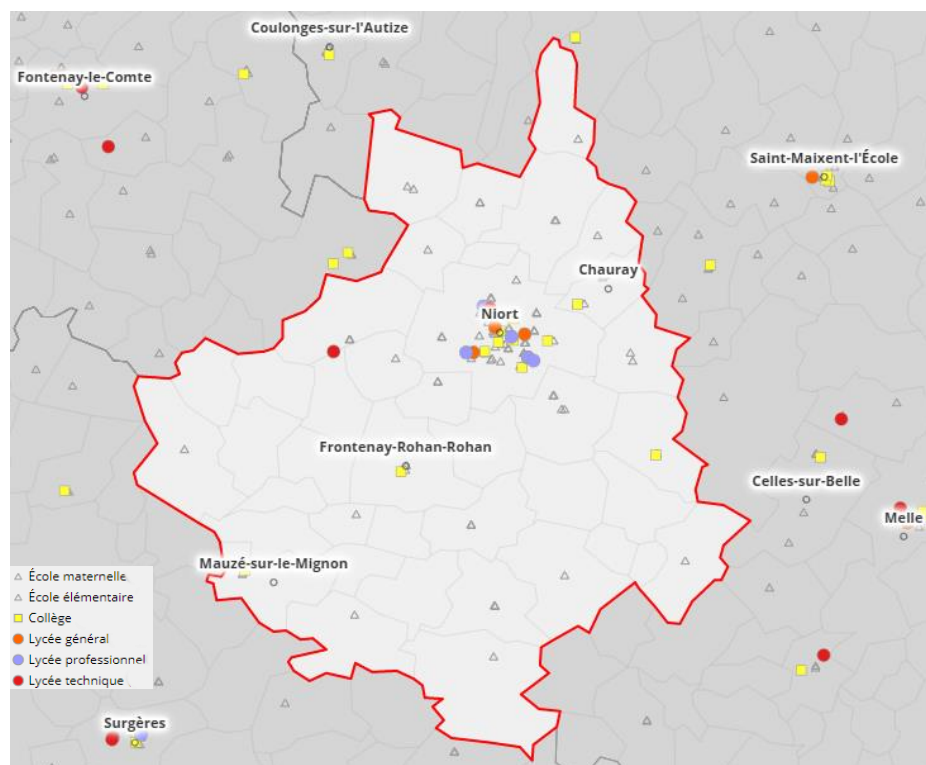 Coulonges-sur-l'Autize
Fontenay-le-Comte
Saint-Maixent-l'École
Chauray
Niort
Frontenay-Rohan-Rohan
Celles-sur-Belle
Melle
Mauzé-sur-le-Mignon
École maternelle
École élémentaire
Collège
Lycée général
Lycée professionnel
Lycée technique
Surgères